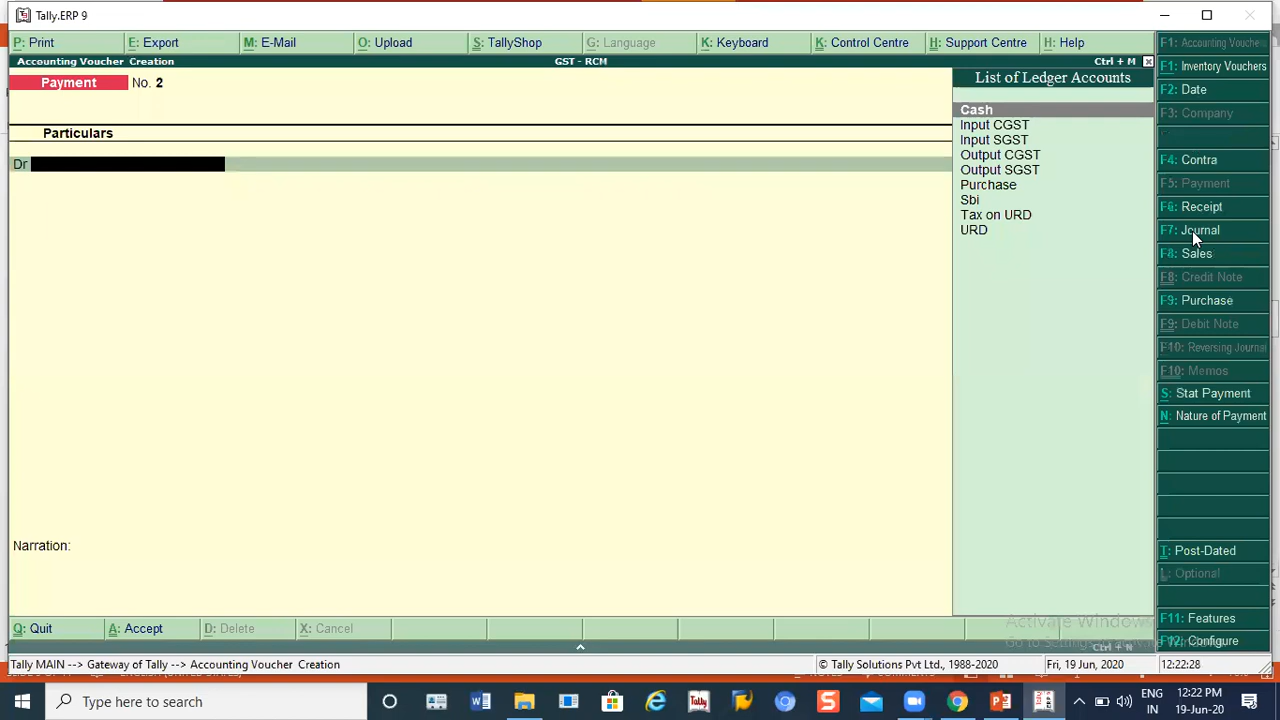 Tally.ERP 9
P: Print
E: Export
M: E-Mail
O: Upload
S: TallyShop
G: Language
K: Keyboard
K: Control Centre
H: Support Centre
H: Help
Accounting Voucher Creation
GST - RCM
Ctrl + M
Payment No. 2
Particulars
Dr
Narration:
List of Ledger Accounts
Cash
Input CGST
Input SGST
Output CGST
Output SGST
Purchase
Sbi
Tax on URD
URD
F1: Accounting Vouche
F1: Inventory Vouchers
F2: Date
F3: Company
F4: Contra
F5: Payment
F6: Receipt
F7: Journal
F8: Sales
F8: Credit Note
F9: Purchase
F9: Debit Note
F10: Reversing Journal
F10: Memos
S: Stat Payment
N: Nature of Payment
T: Post-Dated
L: Optional
F11: Features
F12: Configure
Activate Windows
Q: Quit
A: Accept
D: Delete
X: Cancel
Ctrl + N
Tally MAIN --> Gateway of Tally --> Accounting Voucher Creation
© Tally Solutions Pvt Ltd., 1988-2020
Fri, 19 Jun, 2020
12:22:28
Type here to search
ENG
IN
12:22 PM
19-Jun-20